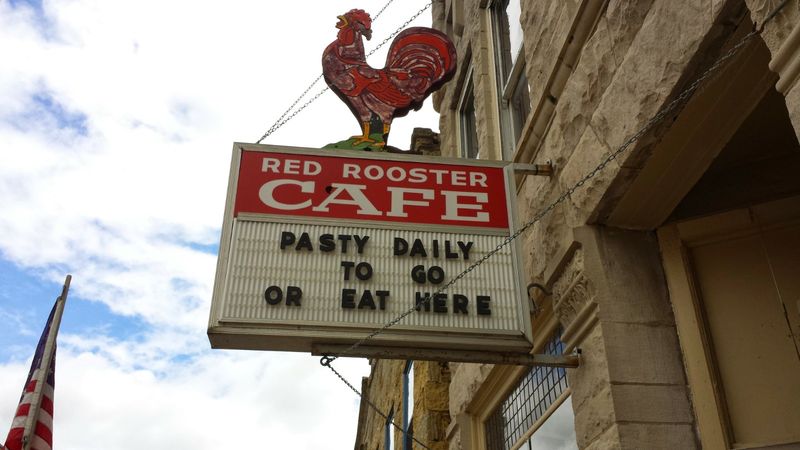 RED ROOSTER
CAFE
PASTY DAILY
TO GO
OR EAT HERE